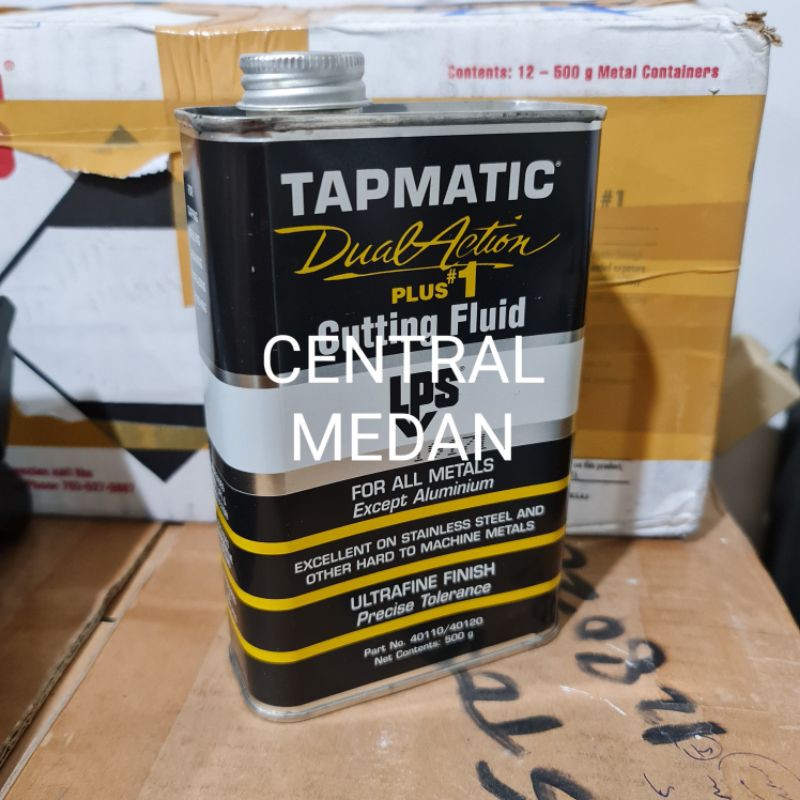 Contents: 12 – 500 g Metal Containers
#1
TAPMATIC®
Dual Action
PLUS #1
Cutting Fluid
CENTRAL
LPS®
MEDAN
FOR ALL METALS
Except Aluminium
EXCELLENT ON STAINLESS STEEL AND
OTHER HARD TO MACHINE METALS
ULTRAFINE FINISH
Precise Tolerance
Part No. 40110/40120
Net Contents: 500 g